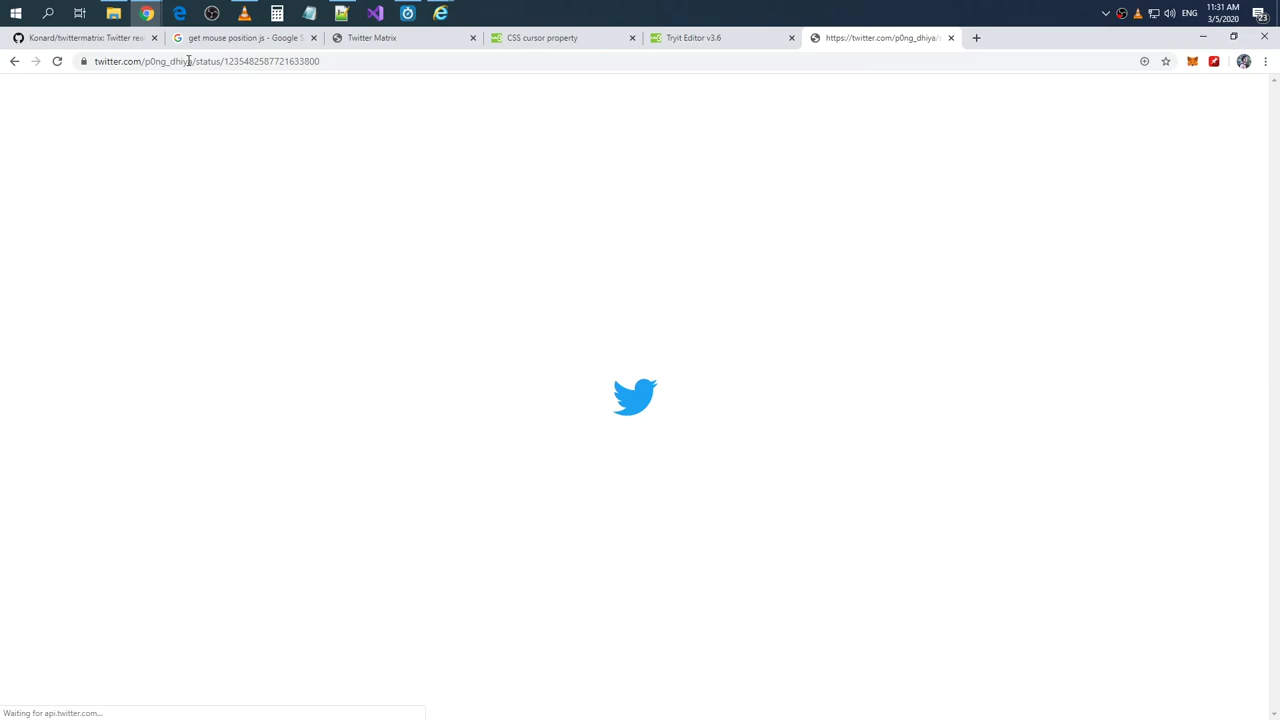 11:31 AM
ENG
3/5/2020
23
Konard/twittermatrix: Twitter rea
get mouse position js - Google S
Twitter Matrix
CSS cursor property
Tryit Editor v3.6
https://twitter.com/p0ng_dhiya/s
twitter.com/p0ng_dhiya/status/1235482587721633800
Waiting for api.twitter.com...